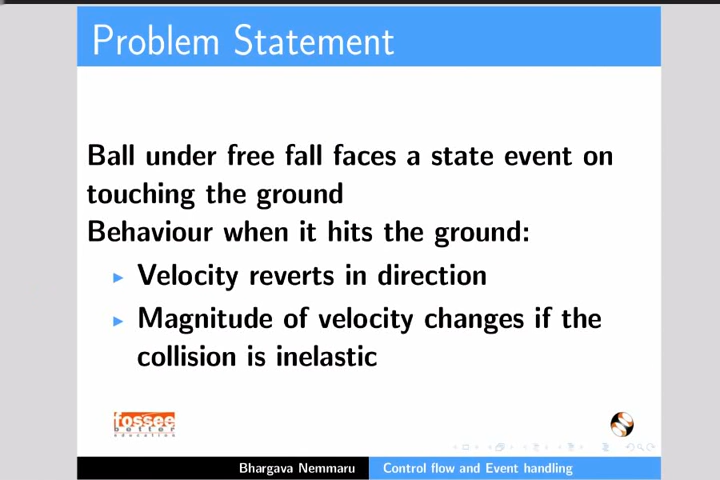 Problem Statement
Ball under free fall faces a state event on
touching the ground
Behaviour when it hits the ground:
Velocity reverts in direction
Magnitude of velocity changes if the
collision is inelastic
fossee
better
education
Bhargava Nemmaru
Control flow and Event handling